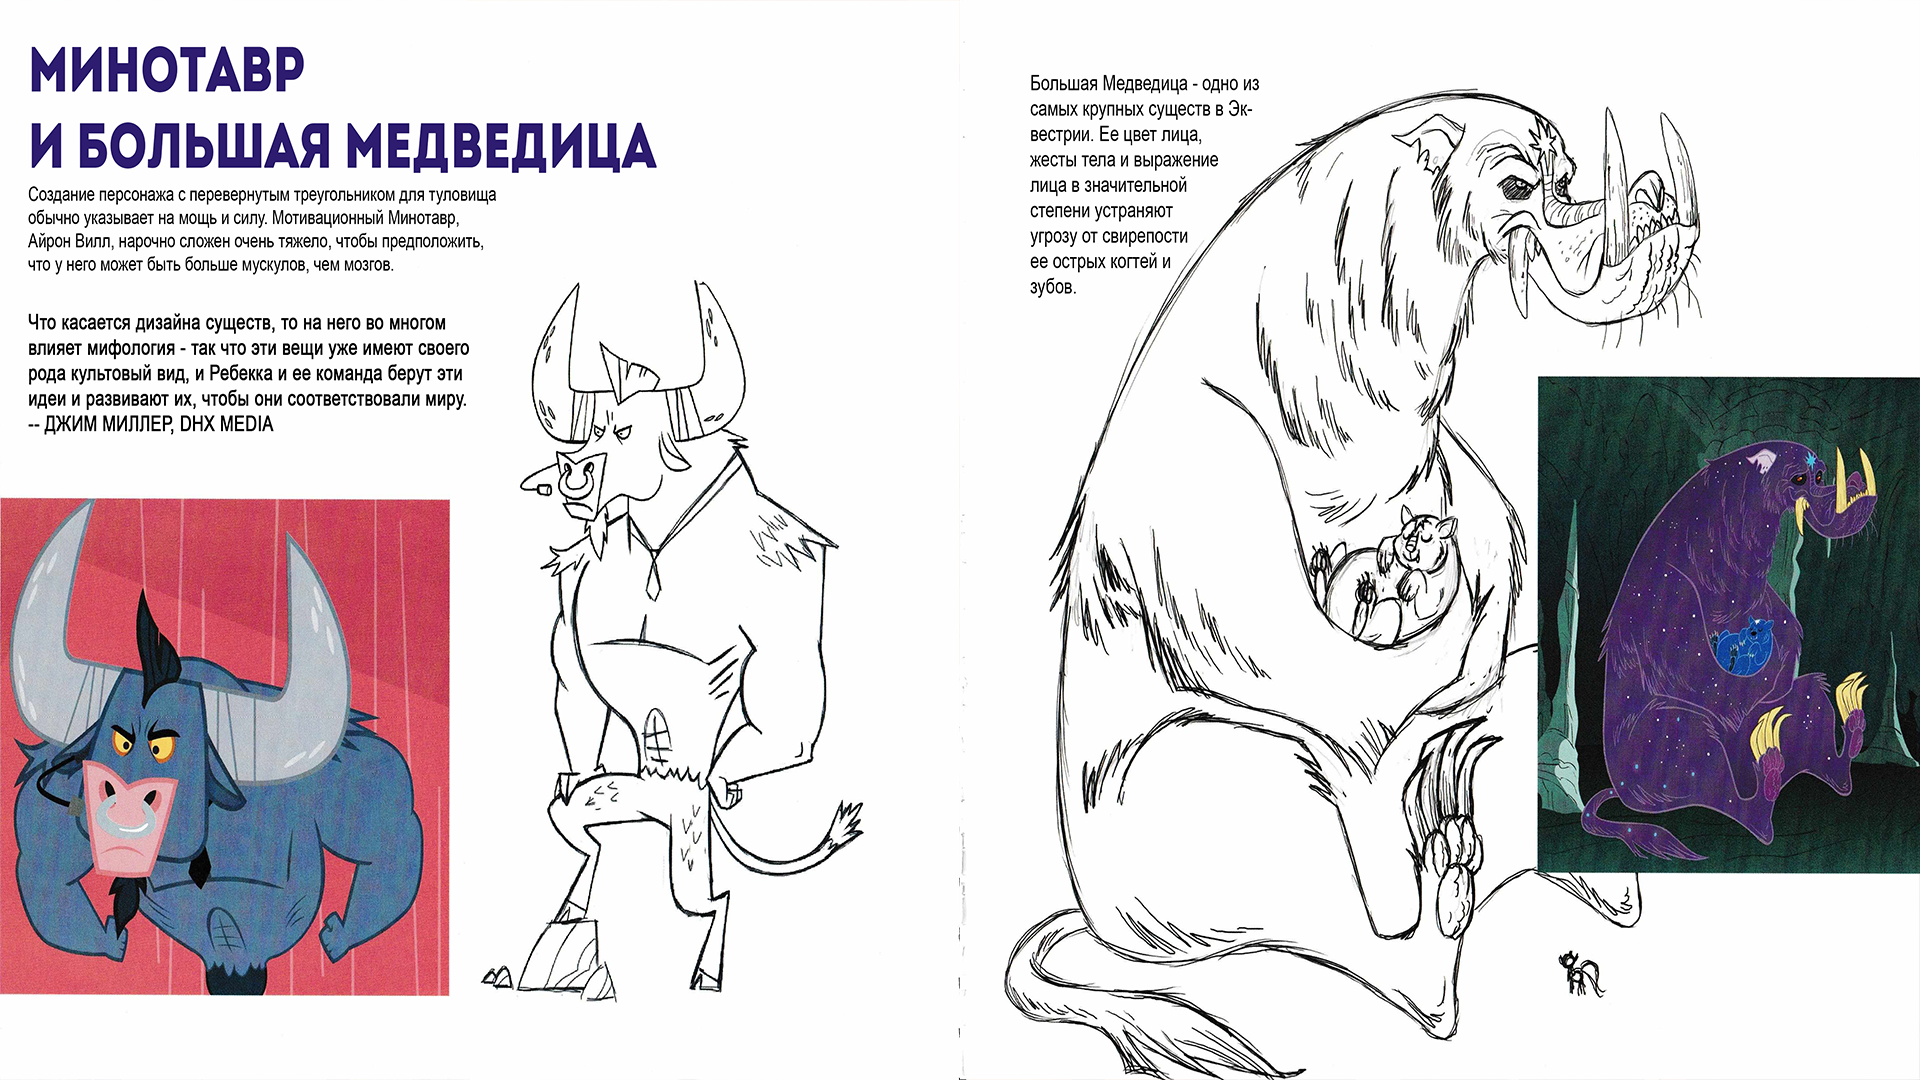 МИНОТАВР
И БОЛЬШАЯ МЕДВЕДИЦА
Создание персонажа с перевернутым треугольником для туловища
обычно указывает на мощь и силу. Мотивационный Минотавр,
Айрон Вилл, нарочно сложен очень тяжело, чтобы предположить,
что у него может быть больше мускулов, чем мозгов.
Что касается дизайна существ, то на него во многом
влияет мифология - так что эти вещи уже имеют своего
рода культовый вид, и Ребекка и ее команда берут эти
идеи и развивают их, чтобы они соответствовали миру.
-- ДЖИМ МИЛЛЕР, DHX MEDIA
Большая Медведица - одно из
самых крупных существ в Эк-
вестрии. Ее цвет лица,
жесты тела и выражение
лица в значительной
степени устраняют
угрозу от свирепости
ее острых когтей и
зубов.